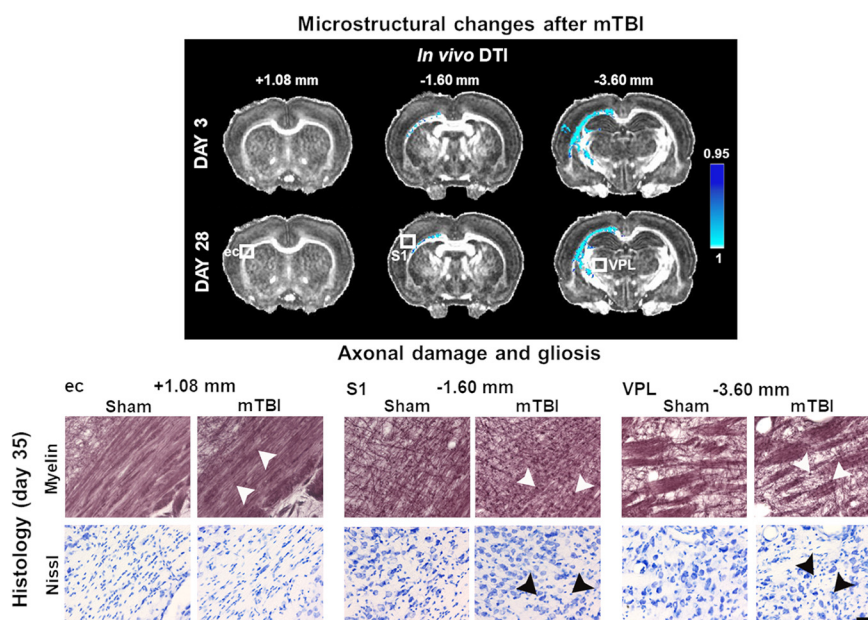 Microstructural changes after mTBI
In vivo DTI
+1.08 mm
-1.60 mm
-3.60 mm
DAY 3
0.95
1
DAY 28
ec
S1
VPL
Axonal damage and gliosis
ec +1.08 mm
S1 -1.60 mm
VPL -3.60 mm
Sham mTBI
Sham mTBI
Sham mTBI
Histology (day 35)
Myelin
Nissl